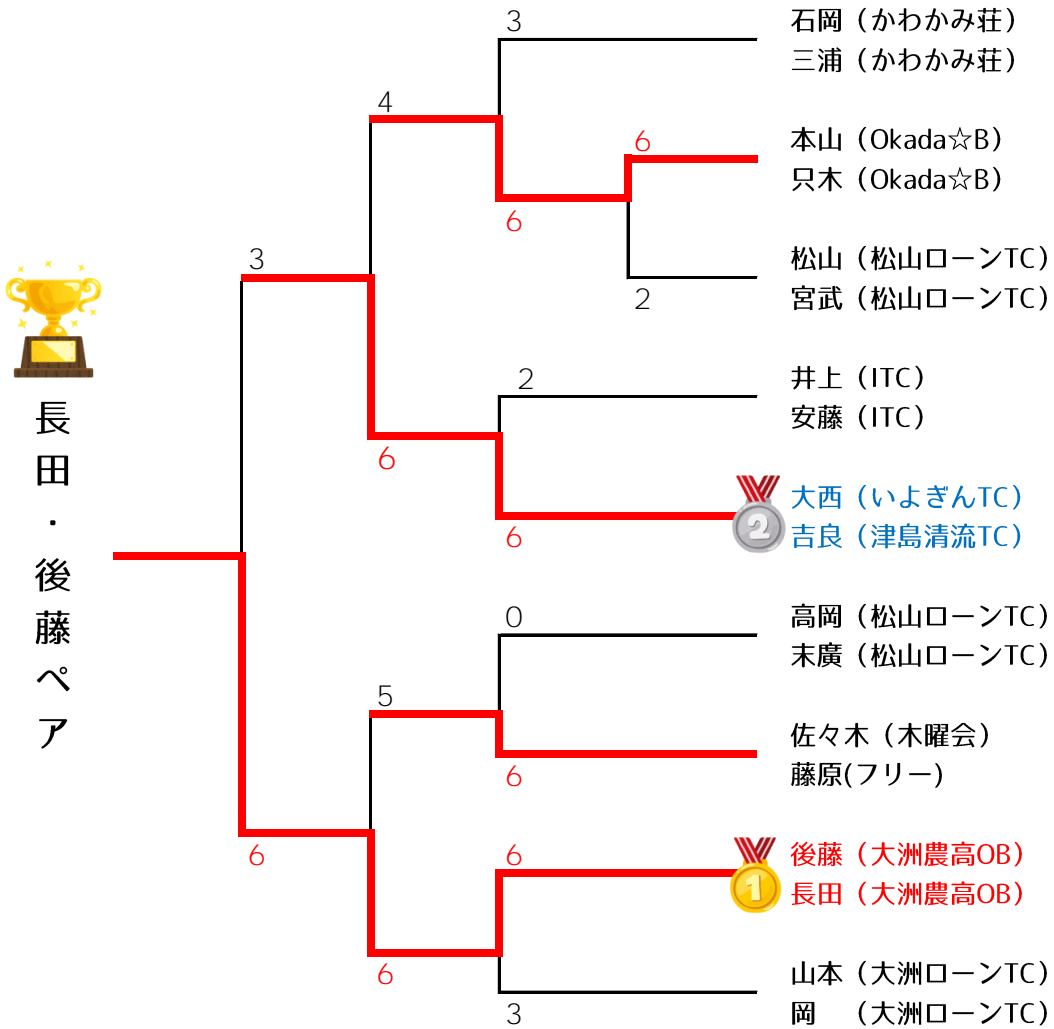 3
石岡（かわかみ荘）
三浦（かわかみ荘）
4
6
本山（Okada☆B）
只木（Okada☆B）
6
3
松山（松山ローンTC）
宮武（松山ローンTC）
2
2
井上（ITC）
安藤（ITC）
6
2
大西（いよぎんTC）
吉良（津島清流TC）
6
長田・後藤ペア
0
高岡（松山ローンTC）
末廣（松山ローンTC）
5
佐々木（木曜会）
藤原(フリー)
6
6
6
1
後藤（大洲農高OB）
長田（大洲農高OB）
6
山本（大洲ローンTC）
岡　（大洲ローンTC）
3